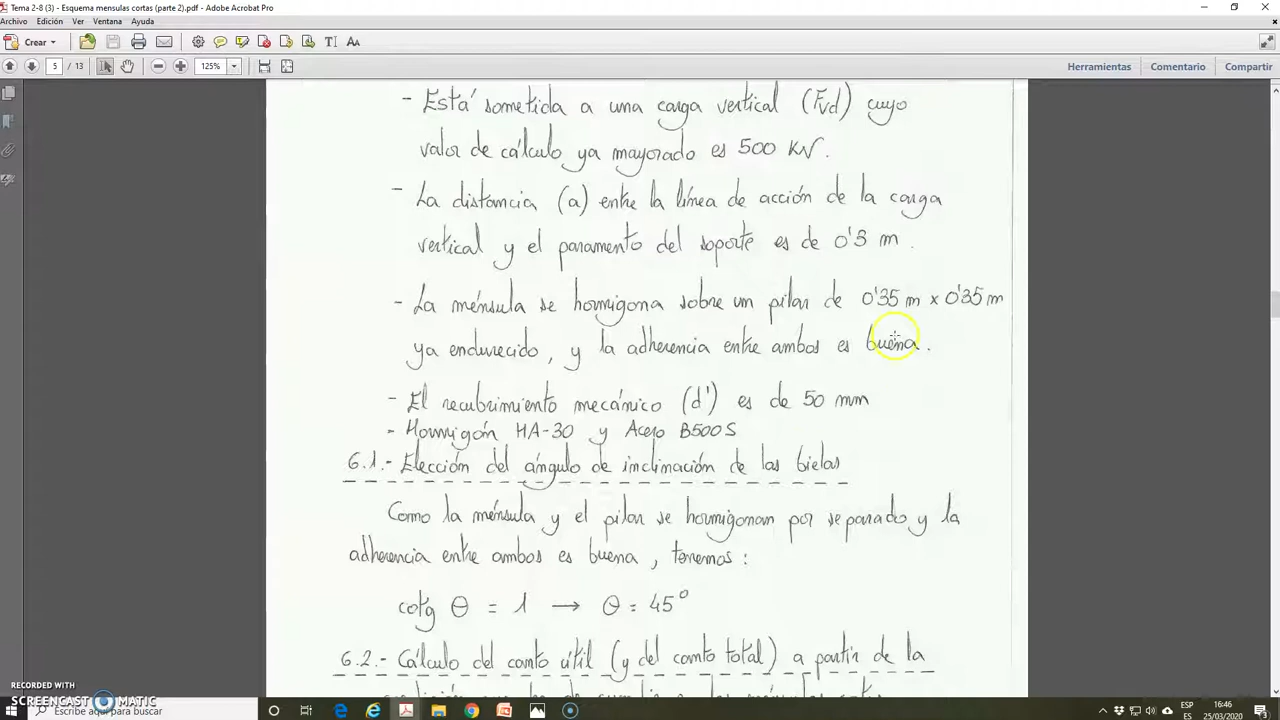 Tema 2-8 (3) - Esquema mensulas cortas (parte 2).pdf - Adobe Acrobat Pro
Archivo Edición Ver Ventana Ayuda
Crear
5 / 13 125% Herramientas Comentario Compartir
- Está sometida a una carga vertical (Fvd) cuyo
valor de cálculo ya mayorado es 500 KN.
- La distancia (a) entre la línea de acción de la carga
vertical y el paramento del soporte es de 0'3 m.
- La ménsula se hormigona sobre un pilar de 0'35 m x 0'35 m
ya endurecido, y la adherencia entre ambos es buena.
- El recubrimiento mecánico (d') es de 50 mm
- Hormigón HA-30 y Acero B500S
6.1.- Elección del ángulo de inclinación de las bielas
Como la ménsula y el pilar se hormigonan por separado y la
adherencia entre ambos es buena, tenemos:
cotg θ = 1 → θ = 45º
6.2.- Cálculo del canto útil (y del canto total) a partir de la
RECORDED WITH
SCREENCAST MATIC
Escribe aquí para buscar
ESP
ES
16:46
25/03/2020